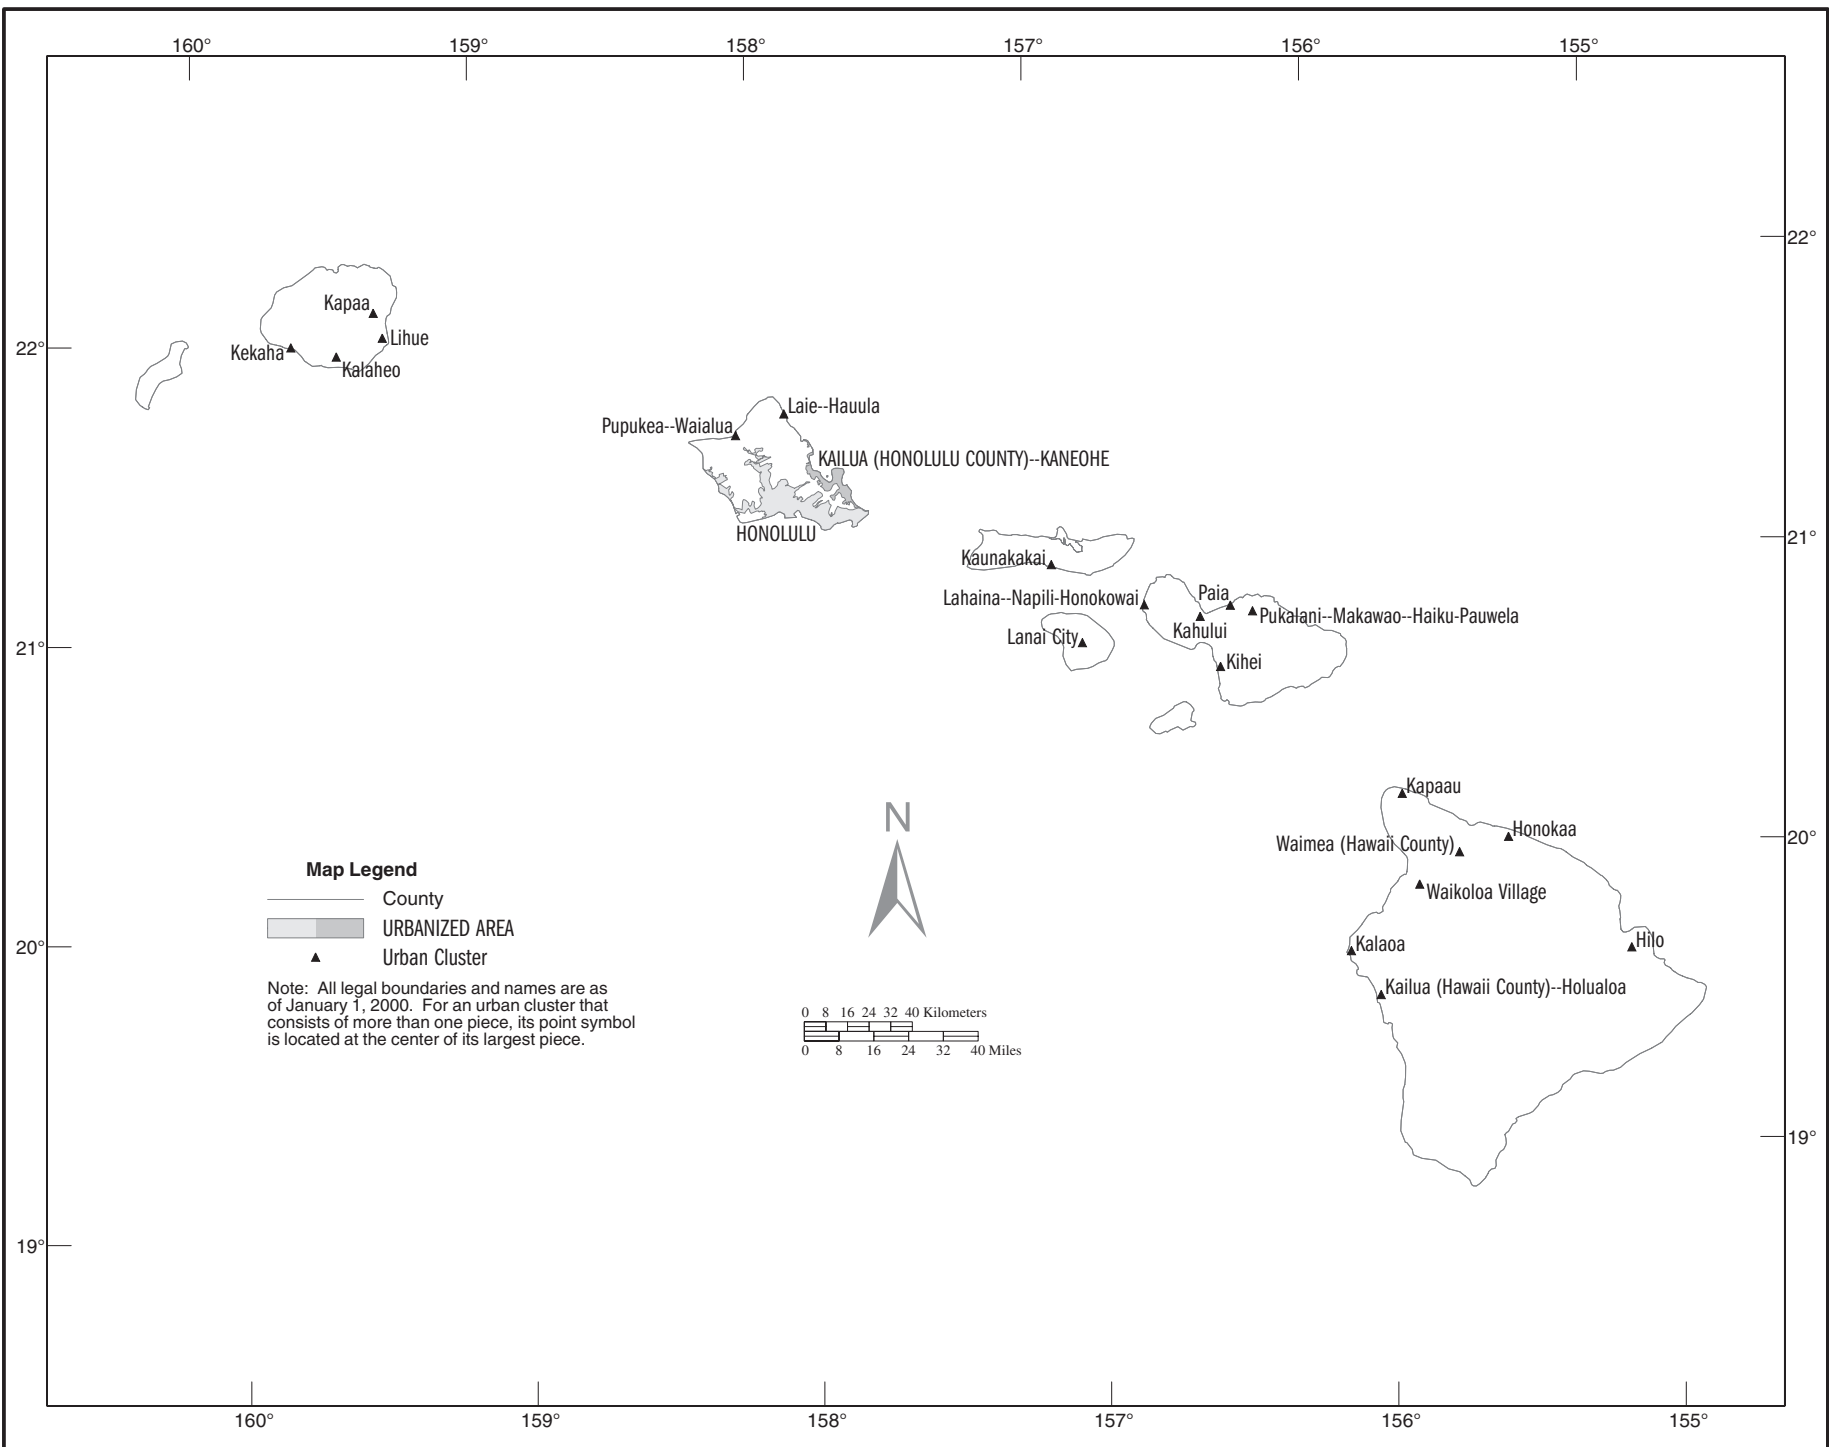 160° 159° 158° 157° 156° 155°
22°
Kapaa
Lihue
22°
Kekaha
Kalaheo
Laie--Hauula
Pupukea--Waialua
KAILUA (HONOLULU COUNTY)--KANEOHE
HONOLULU
21°
Kaunakakai
Lahaina--Napili-Honokowai
Paia
Pukalani--Makawao--Haiku-Pauwela
Kahului
Lanai City
21°
Kihei
Kapaau
N
Honokaa
20°
Waimea (Hawaii County)
Waikoloa Village
Map Legend
County
URBANIZED AREA
Urban Cluster
20°
Kalaoa
Hilo
Kailua (Hawaii County)--Holualoa
Note: All legal boundaries and names are as
of January 1, 2000. For an urban cluster that
consists of more than one piece, its point symbol
is located at the center of its largest piece.
0 8 16 24 32 40 Kilometers
0 8 16 24 32 40 Miles
19°
19°
160° 159° 158° 157° 156° 155°